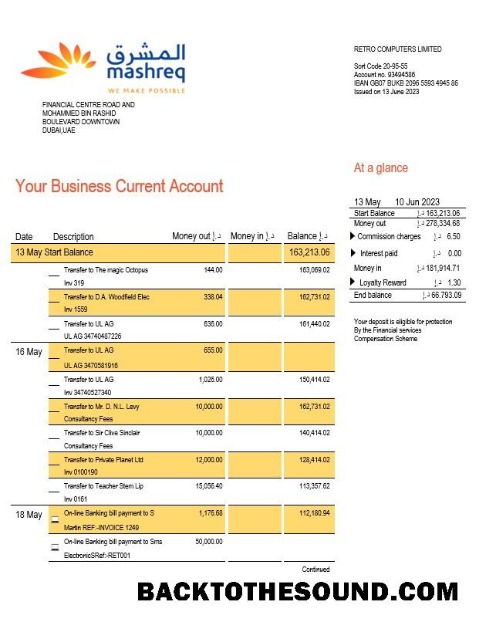 المشرق
mashreq
WE MAKE POSSIBLE
FINANCIAL CENTRE ROAD AND
MOHAMMED BIN RASHID
BOULEVARD DOWNTOWN
DUBAI,UAE
RETRO COMPUTERS LIMITED
Sort Code 20-95-55
Account no. 93494586
IBAN GB07 BUKB 2096 5593 4945 86
Issued on 13 June 2023
At a glance
13 May 10 Jun 2023
Start Balance د.إ 163,213.06
Money out د.إ 278,334.68
Commission charges د.إ 6.50
Interest paid د.إ 0.00
Money in د.إ 181,914.71
Loyalty Reward د.إ 1.30
End balance د.إ 66,793.09
Your deposit is eligible for protection
By the Financial services
Compensation Scheme
Your Business Current Account
Date Description Money out د.إ Money in د.إ Balance د.إ
13 May Start Balance 163,213.06
Transfer to The magic Octopus 144.00 163,069.02
Inv 319
Transfer to D.A. Woodfield Elec 338.04 162,731.02
Inv 1559
Transfer to UL AG 636.00 161,440.02
UL AG 34740487226
16 May Transfer to UL AG 655.00
UL AG 3470581916
Transfer to UL AG 1,026.00 150,414.02
Inv 34740527340
Transfer to Mr. D. N.L. Levy 10,000.00 162,731.02
Consultancy Fees
Transfer to Sir Clive Sinclair 10,000.00 140,414.02
Consultancy Fees
Transfer to Private Planet Ltd 12,000.00 128,414.02
Inv 0100190
Transfer to Teacher Stem Lip 15,056.40 113,357.62
Inv 0161
18 May On-line Banking bill payment to S 1,176.68 112,180.94
Martin REF:-INVOICE 1249
On-line Banking bill payment to Sms 50,000.00
ElectronicSRef:-RET001
Continued
BACKTOTHESOUND.COM